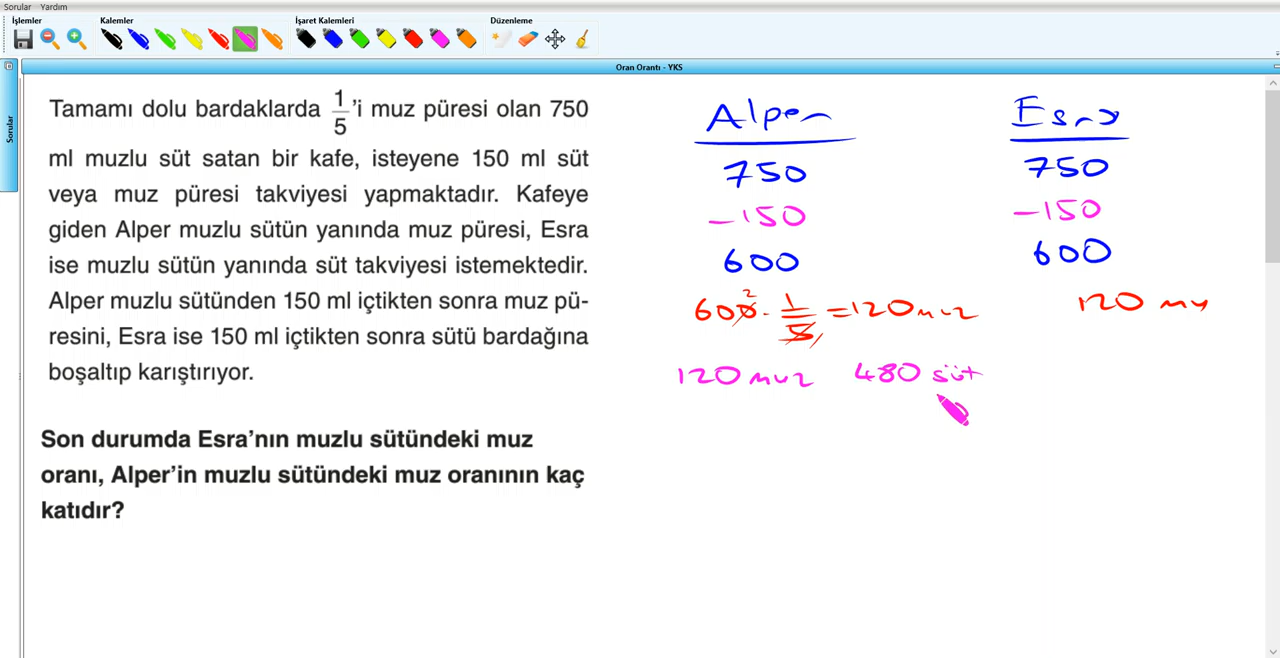 Sorular Yardım
İşlemler Kalemler İşaret Kalemleri Düzenleme
Oran Orantı - YKS
Sorular
Tamamı dolu bardaklarda 1/5 'i muz püresi olan 750
ml muzlu süt satan bir kafe, isteyene 150 ml süt
veya muz püresi takviyesi yapmaktadır. Kafeye
giden Alper muzlu sütün yanında muz püresi, Esra
ise muzlu sütün yanında süt takviyesi istemektedir.
Alper muzlu sütünden 150 ml içtikten sonra muz pü-
resini, Esra ise 150 ml içtikten sonra sütü bardağına
boşaltıp karıştırıyor.
Son durumda Esra'nın muzlu sütündeki muz
oranı, Alper'in muzlu sütündeki muz oranının kaç
katıdır?
Alper
750
-150
600
600 2 · 1/5 = 120 muz
120 muz 480 süt
Esra
750
-150
600
120 mu